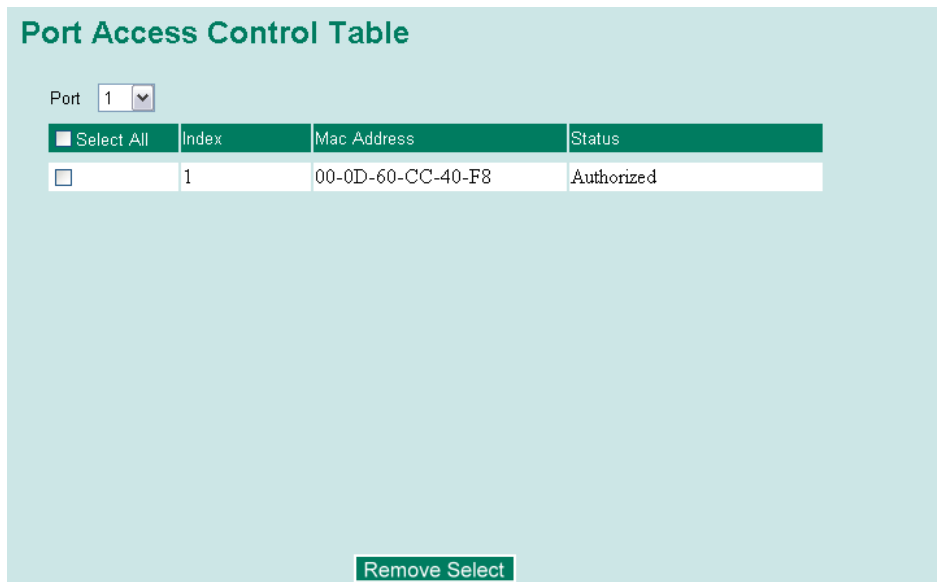 Port Access Control Table
Port 1
Select All Index Mac Address Status
1 00-0D-60-CC-40-F8 Authorized
Remove Select